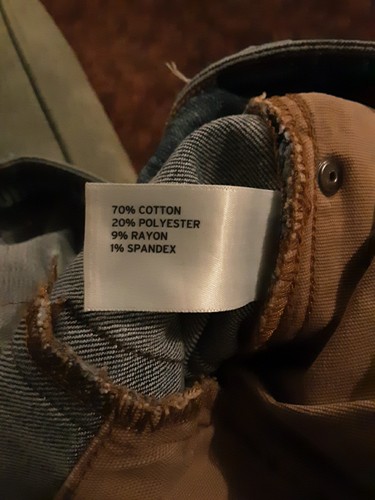 70% COTTON
20% POLYESTER
9% RAYON
1% SPANDEX